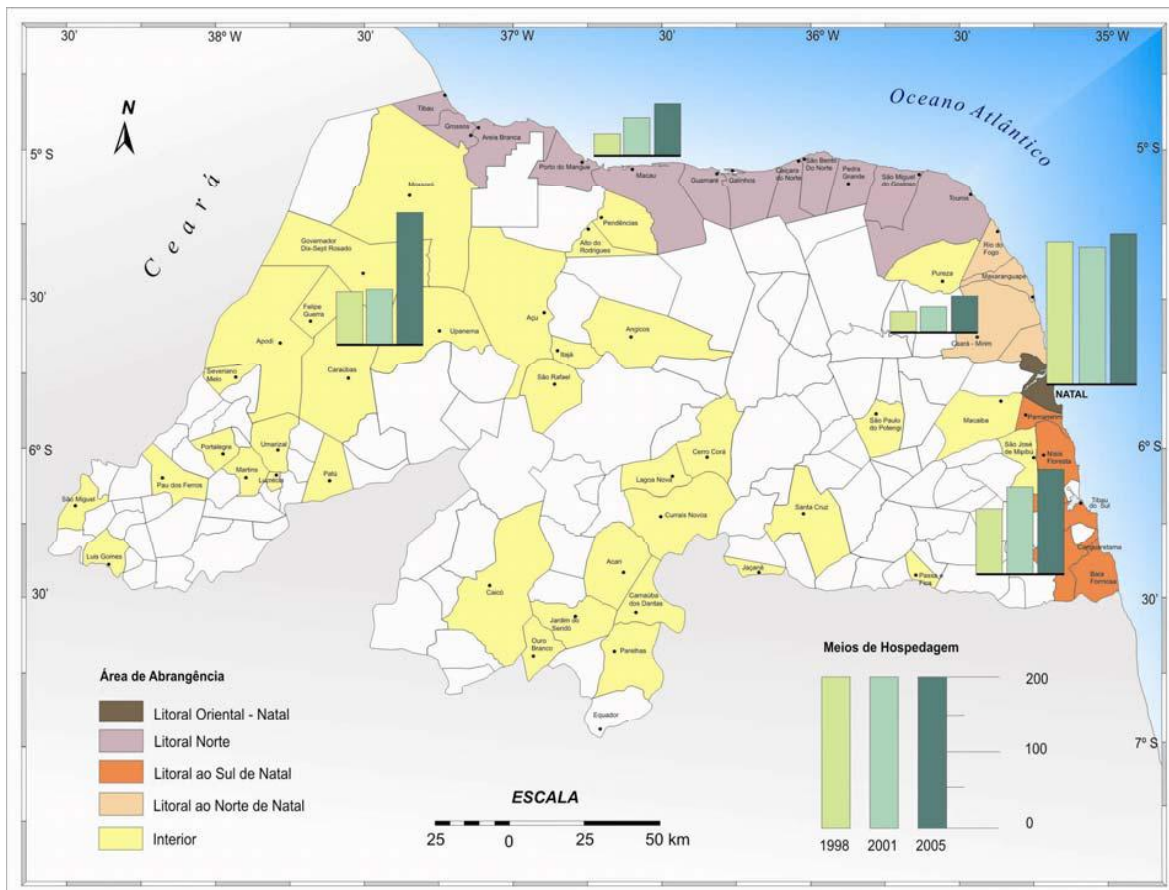 30'
38º W
30'
37º W
30'
36º W
30'
35º W
N
Oceano Atlântico
Ceará
5º S
5º S
30'
30'
6º S
6º S
30'
30'
7º S
Tibau
Grossos
Areia Branca
Porto do Mangue
Macau
Guamaré
Galinhos
Caiçara
do Norte
São Bento
Do Norte
Pedra
Grande
São Miguel
Touros
Mossoró
Governador
Dix-Sept Rosado
Pendências
Alto do
Rodrigues
Rio do
Fogo
Maxaranguape
Pureza
Ceará - Mirim
Felipe
Guerra
Apodi
Upanema
Açu
Angicos
Itajá
São Rafael
Severiano
Melo
Caraúbas
NATAL
Parnamirim
Macaíba
São Paulo
do Potengi
São José
de Mipibú
Nísia
Floresta
Portalegre
Umarizal
Martins
Lucrécia
Patú
Pau dos Ferros
São Miguel
Luís Gomes
Cerro Corá
Lagoa Nova
Currais Novos
Santa Cruz
Tibau
do Sul
Canguaretama
Baía
Formosa
Jaçanã
Passa
Fica
Acari
Caicó
Carnaúba
dos Dantas
Jardim do
Seridó
Ouro
Branco
Parelhas
Equador
Área de Abrangência
Litoral Oriental - Natal
Litoral Norte
Litoral ao Sul de Natal
Litoral ao Norte de Natal
Interior
ESCALA
25
0
25
50 km
Meios de Hospedagem
200
100
0
1998
2001
2005